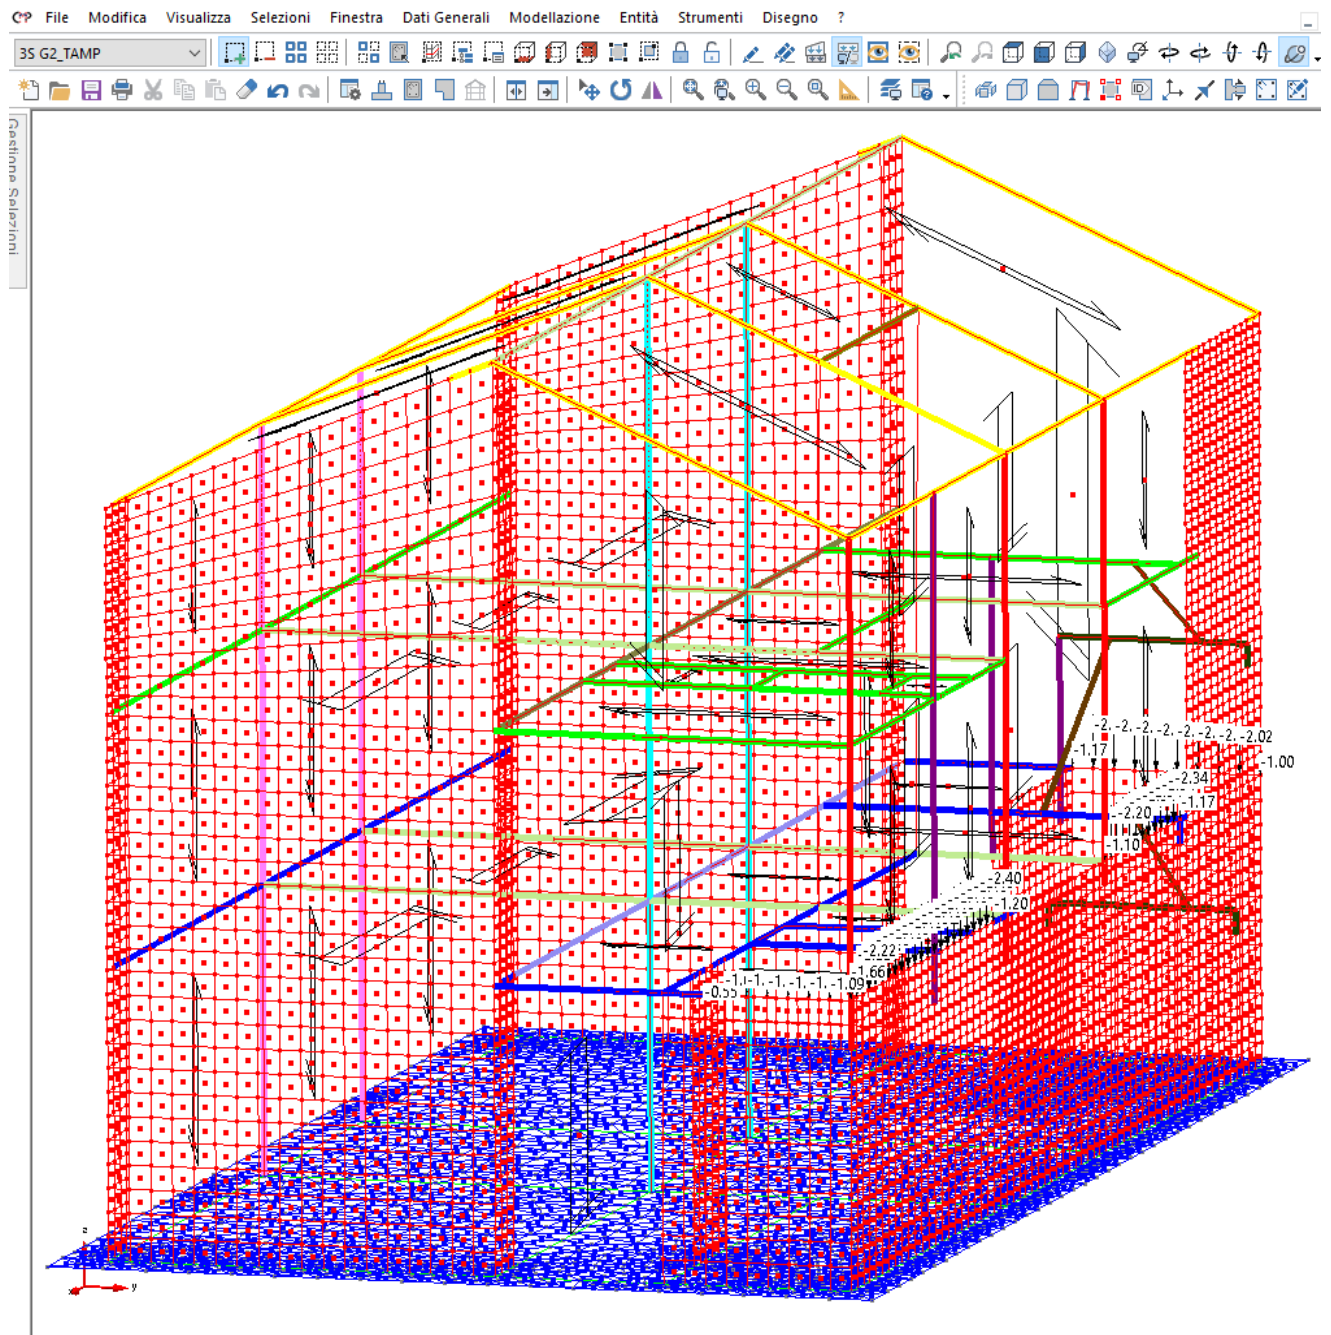 File Modifica Visualizza Selezioni Finestra Dati Generali Modellazione Entità Strumenti Disegno ?
3S G2_TAMP
Gestione Selezioni
-2. -2. -2. -2. -2. -2. -2. -2.02
-1.17
-1.00
-2.34
-1.17
-2.20
-1.10
-2.40
-1.20
-2.22
-1.66
-1. -1. -1. -1. -1.09
-0.55
z
x
y